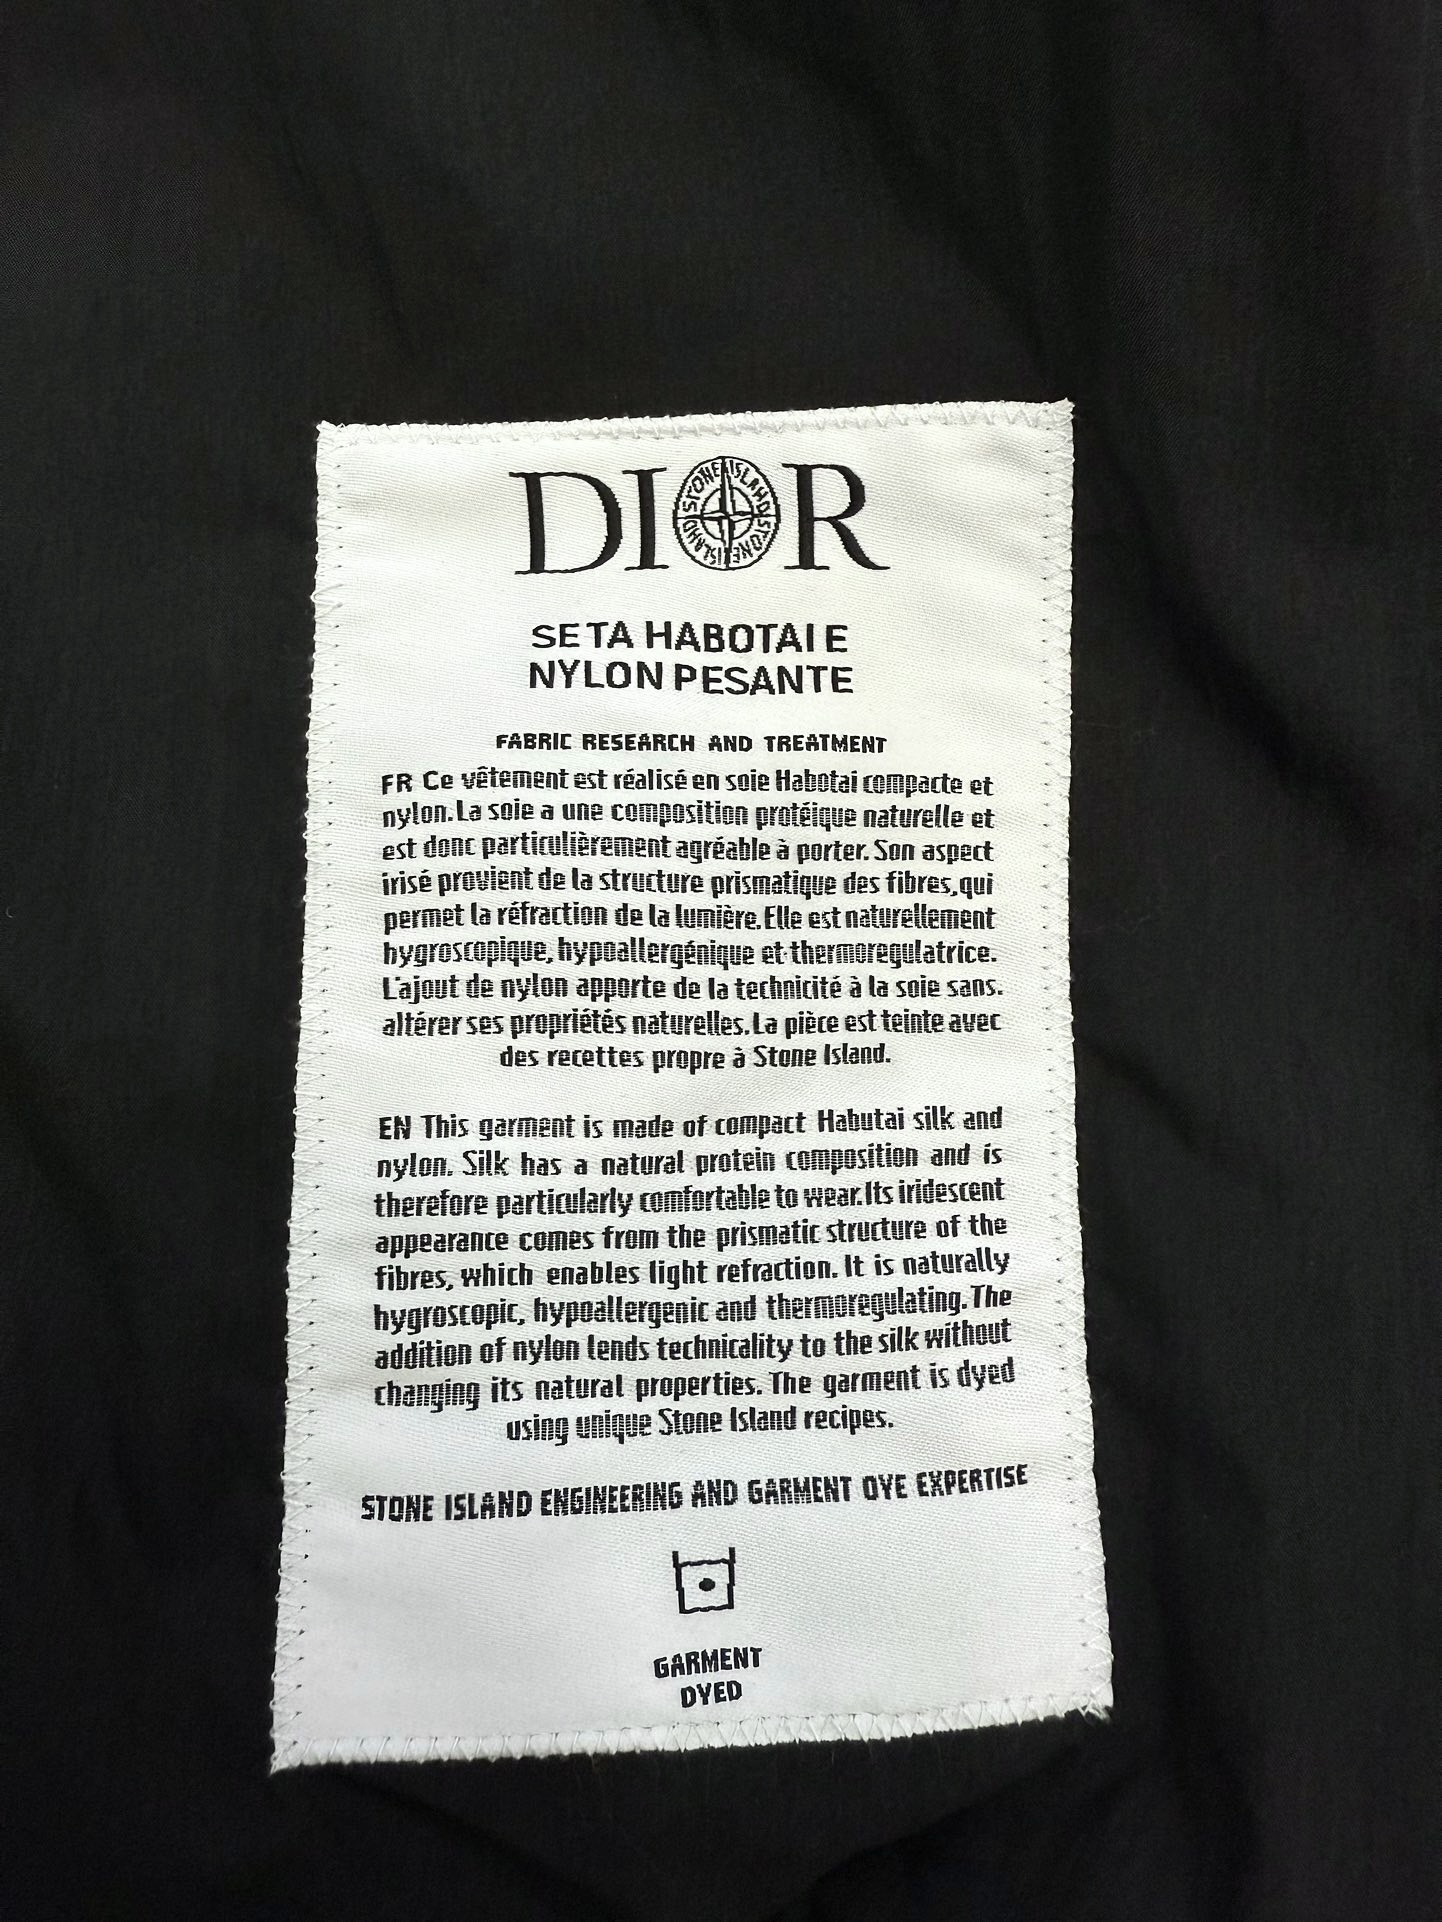 DIOR
STONE ISLAND STONE ISLAND
SETA HABOTAI E
NYLON PESANTE
FABRIC RESEARCH AND TREATMENT
FR Ce vêtement est réalisé en soie Habotai compacte et
nylon. La soie a une composition protéique naturelle et
est donc particulièrement agréable à porter. Son aspect
irisé provient de la structure prismatique des fibres, qui
permet la réfraction de la lumière. Elle est naturellement
hygroscopique, hypoallergénique et thermoregulatrice.
L'ajout de nylon apporte de la technicité à la soie sans.
altérer ses propriétés naturelles. La pièce est teinte avec
des recettes propre à Stone Island.
EN This garment is made of compact Habutai silk and
nylon. Silk has a natural protein composition and is
therefore particularly comfortable to wear. Its iridescent
appearance comes from the prismatic structure of the
fibres, which enables light refraction. It is naturally
hygroscopic, hypoallergenic and thermoregulating. The
addition of nylon lends technicality to the silk without
changing its natural properties. The garment is dyed
using unique Stone Island recipes.
STONE ISLAND ENGINEERING AND GARMENT DYE EXPERTISE
GARMENT
DYED